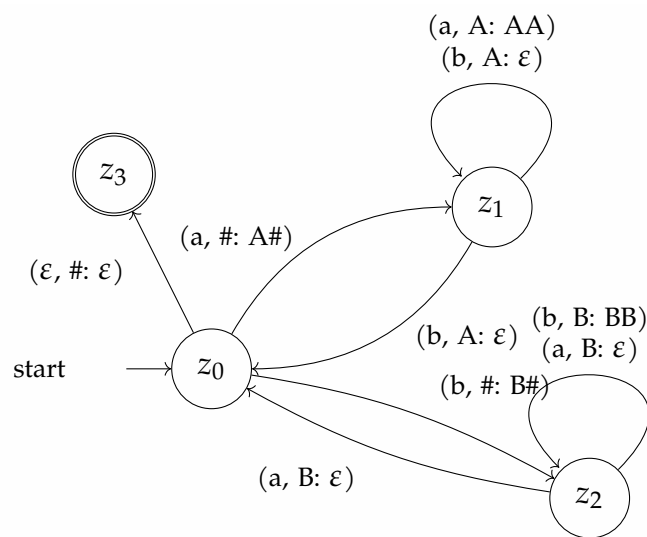 (a, A: AA)
(b, A: ε)
z₃
z₁
(a, #: A#)
(ε, #: ε)
(b, B: BB)
(b, A: ε)
(a, B: ε)
start
z₀
(b, #: B#)
(a, B: ε)
z₂